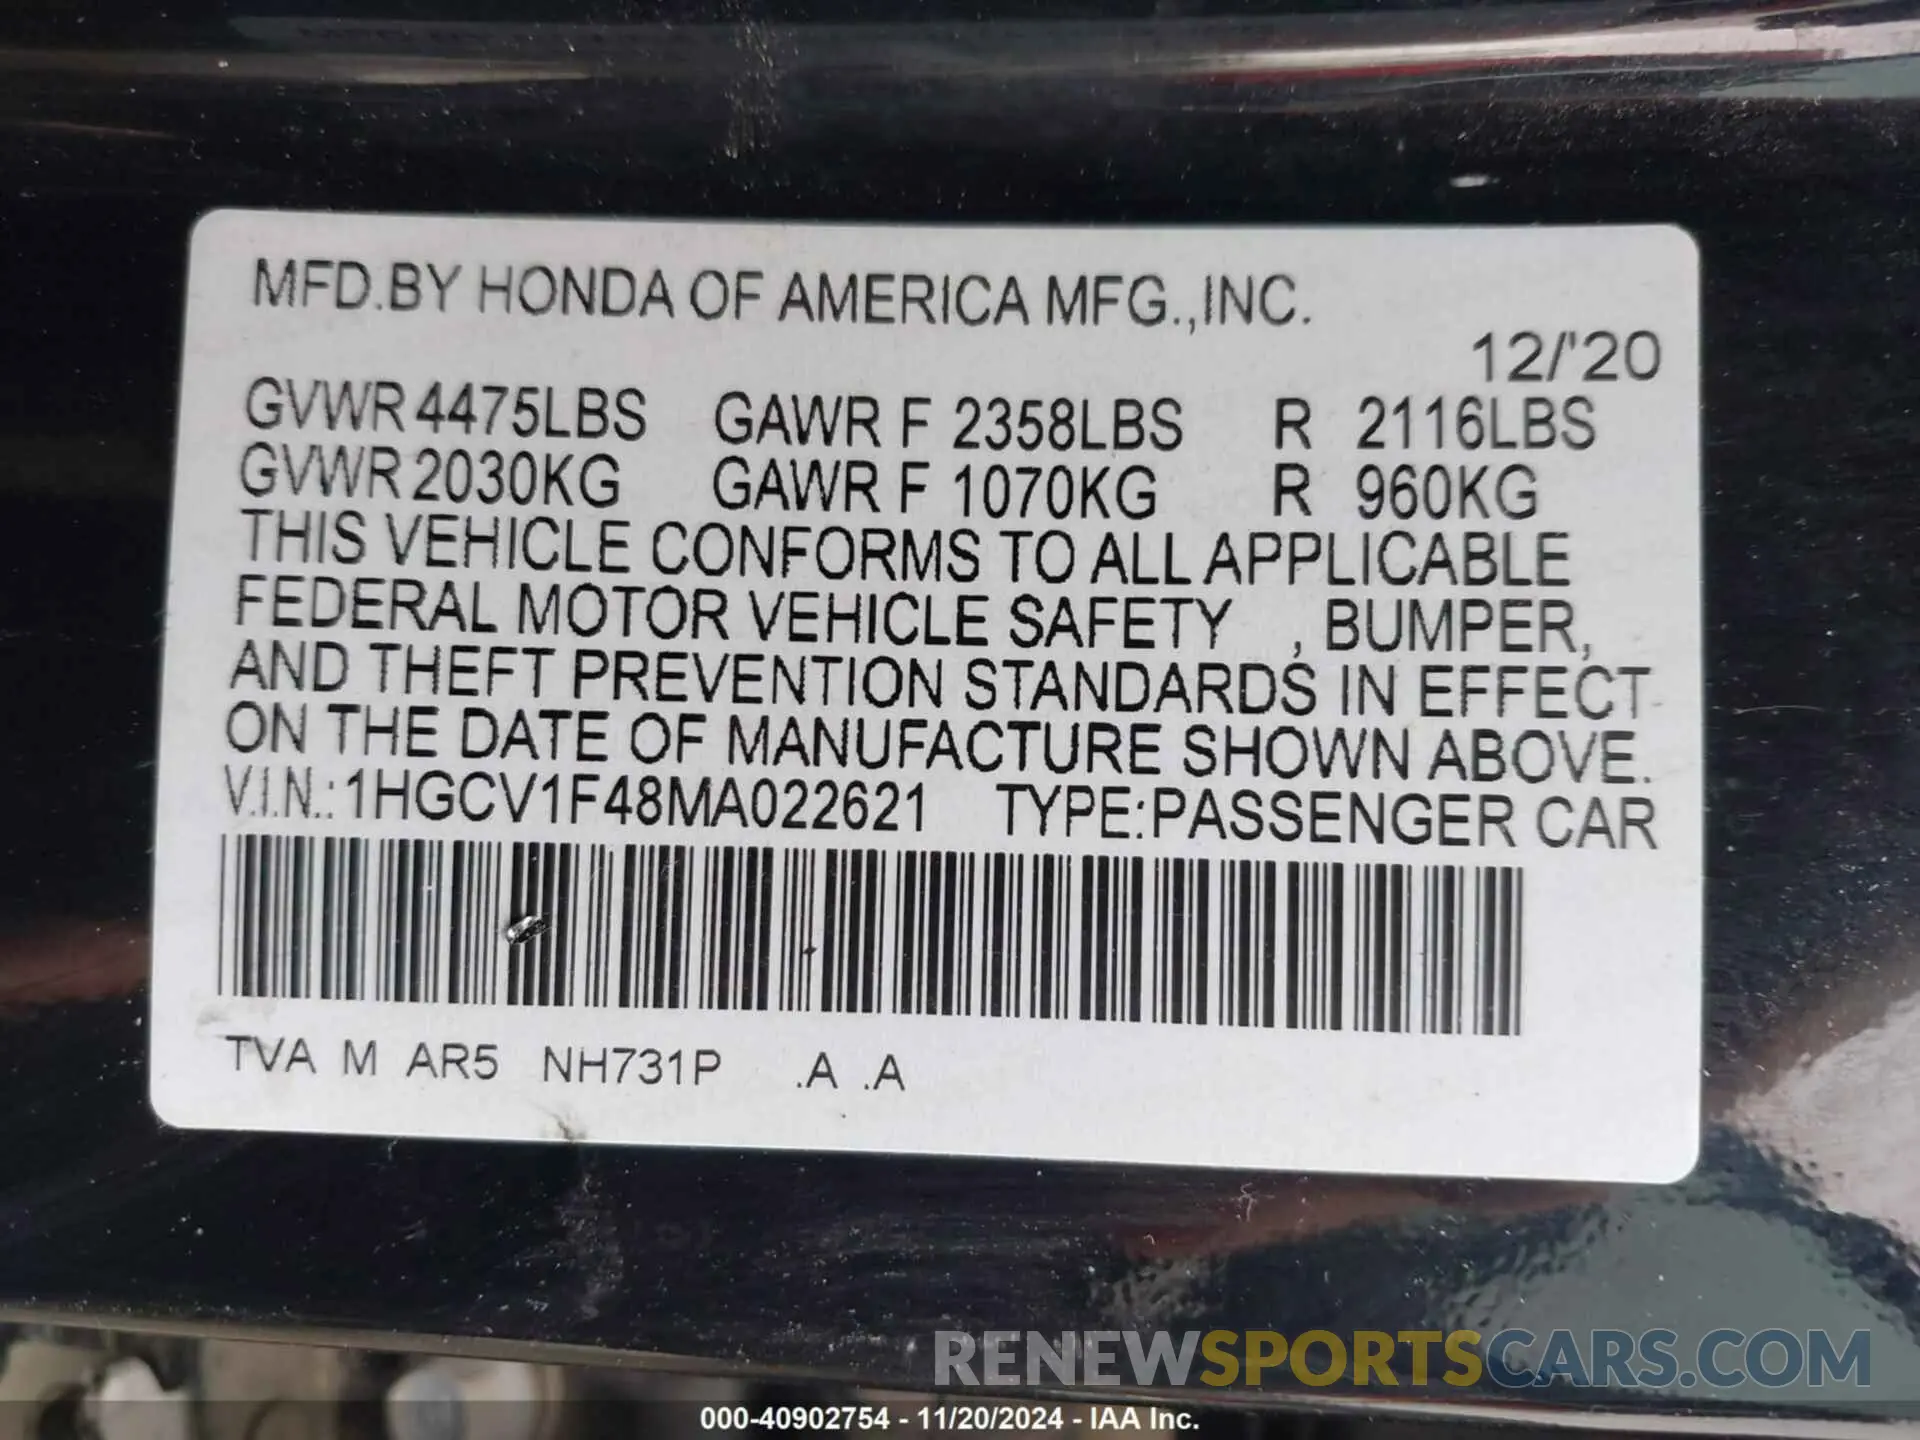 MFD.BY HONDA OF AMERICA MFG.,INC.
12/'20
GVWR 4475LBS GAWR F 2358LBS R 2116LBS
GVWR 2030KG GAWR F 1070KG R 960KG
THIS VEHICLE CONFORMS TO ALL APPLICABLE
FEDERAL MOTOR VEHICLE SAFETY , BUMPER,
AND THEFT PREVENTION STANDARDS IN EFFECT
ON THE DATE OF MANUFACTURE SHOWN ABOVE.
V.I.N.:1HGCV1F48MA022621 TYPE:PASSENGER CAR
TVA M AR5 NH731P .A .A
RENEWSPORTSCARS.COM
000-40902754 - 11/20/2024 - IAA Inc.